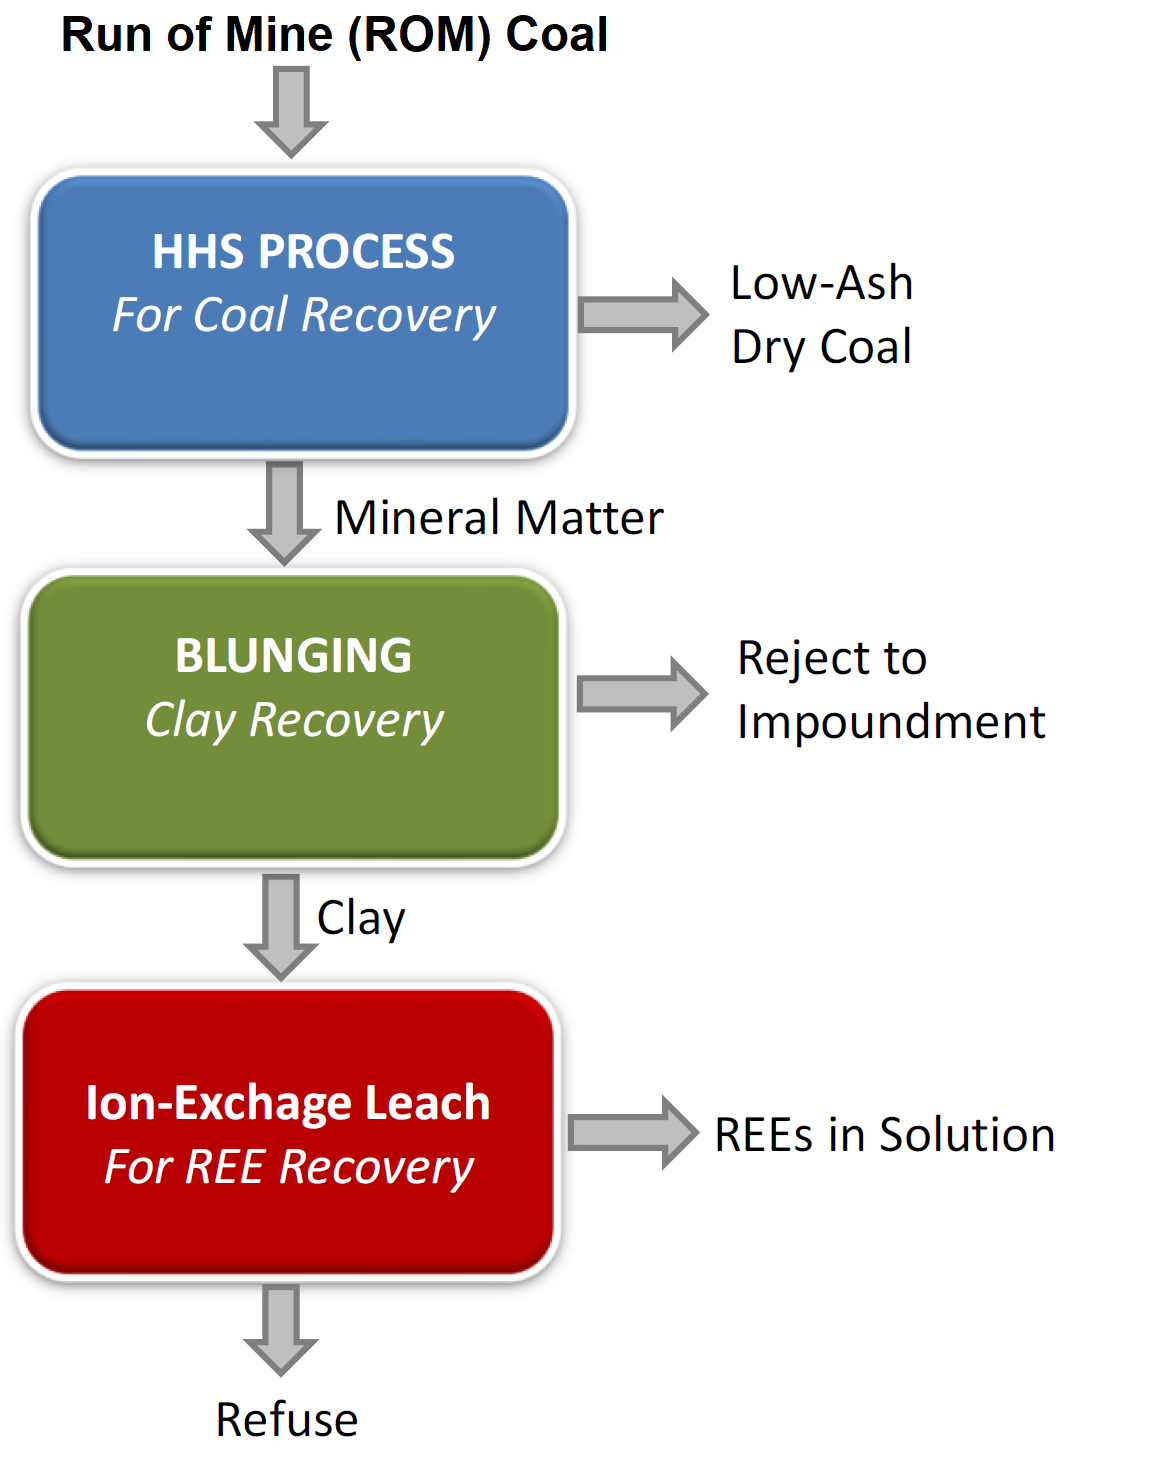 Run of Mine (ROM) Coal
HHS PROCESS
For Coal Recovery
Low-Ash
Dry Coal
Mineral Matter
BLUNGING
Clay Recovery
Reject to
Impoundment
Clay
Ion-Exchage Leach
For REE Recovery
REEs in Solution
Refuse